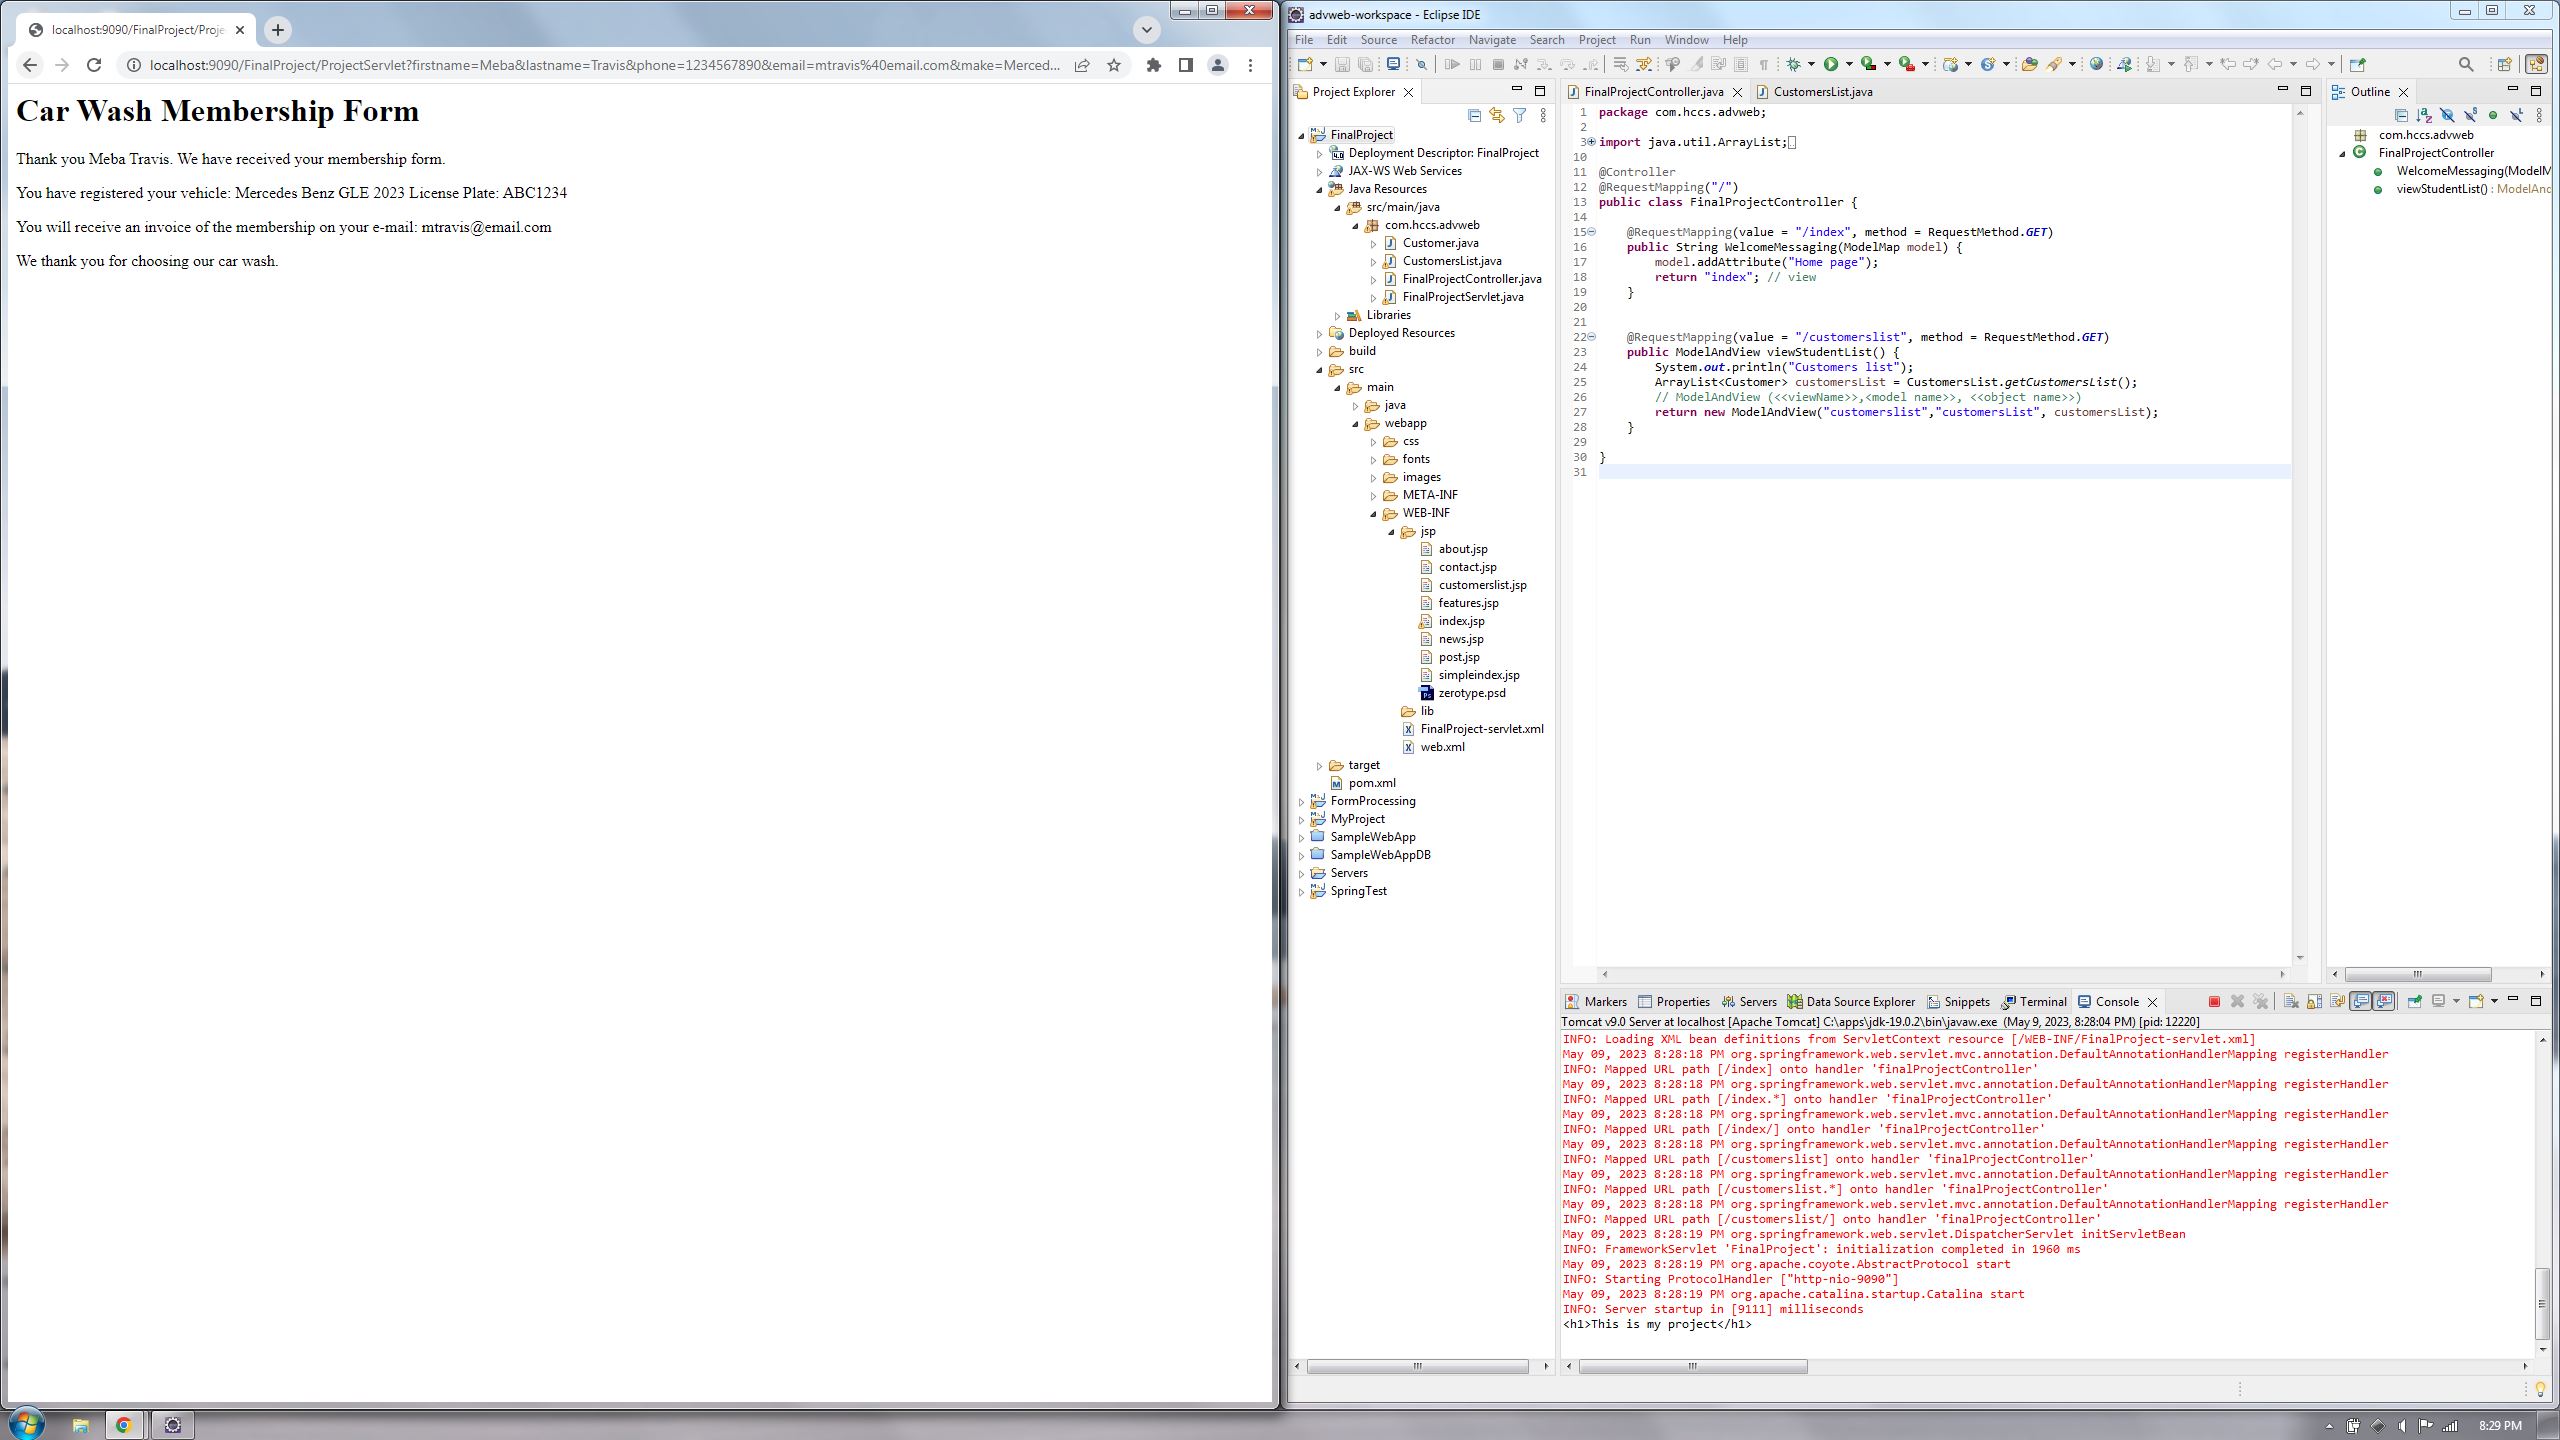 localhost:9090/FinalProject/Proje
localhost:9090/FinalProject/ProjectServlet?firstname=Meba&lastname=Travis&phone=1234567890&email=mtravis%40email.com&make=Merced...
Car Wash Membership Form
Thank you Meba Travis. We have received your membership form.
You have registered your vehicle: Mercedes Benz GLE 2023 License Plate: ABC1234
You will receive an invoice of the membership on your e-mail: mtravis@email.com
We thank you for choosing our car wash.
advweb-workspace - Eclipse IDE
File Edit Source Refactor Navigate Search Project Run Window Help
Project Explorer
FinalProject
Deployment Descriptor: FinalProject
JAX-WS Web Services
Java Resources
src/main/java
com.hccs.advweb
Customer.java
CustomersList.java
FinalProjectController.java
FinalProjectServlet.java
Libraries
Deployed Resources
build
src
main
java
webapp
css
fonts
images
META-INF
WEB-INF
jsp
about.jsp
contact.jsp
customerslist.jsp
features.jsp
index.jsp
news.jsp
post.jsp
simpleindex.jsp
zerotype.psd
lib
FinalProject-servlet.xml
web.xml
target
pom.xml
FormProcessing
MyProject
SampleWebApp
SampleWebAppDB
Servers
SpringTest
FinalProjectController.java CustomersList.java
1 package com.hccs.advweb;
2
3 import java.util.ArrayList;
10
11 @Controller
12 @RequestMapping("/")
13 public class FinalProjectController {
14
15 @RequestMapping(value = "/index", method = RequestMethod.GET)
16 public String WelcomeMessaging(ModelMap model) {
17 model.addAttribute("Home page");
18 return "index"; // view
19 }
20
21
22 @RequestMapping(value = "/customerslist", method = RequestMethod.GET)
23 public ModelAndView viewStudentList() {
24 System.out.println("Customers list");
25 ArrayList<Customer> customersList = CustomersList.getCustomersList();
26 // ModelAndView (<<viewName>>,<model name>>, <<object name>>)
27 return new ModelAndView("customerslist","customersList", customersList);
28 }
29
30 }
31
Outline
com.hccs.advweb
FinalProjectController
WelcomeMessaging(ModelM
viewStudentList() : ModelAnd
Markers Properties Servers Data Source Explorer Snippets Terminal Console
Tomcat v9.0 Server at localhost [Apache Tomcat] C:\apps\jdk-19.0.2\bin\javaw.exe (May 9, 2023, 8:28:04 PM) [pid: 12220]
INFO: Loading XML bean definitions from ServletContext resource [/WEB-INF/FinalProject-servlet.xml]
May 09, 2023 8:28:18 PM org.springframework.web.servlet.mvc.annotation.DefaultAnnotationHandlerMapping registerHandler
INFO: Mapped URL path [/index] onto handler 'finalProjectController'
May 09, 2023 8:28:18 PM org.springframework.web.servlet.mvc.annotation.DefaultAnnotationHandlerMapping registerHandler
INFO: Mapped URL path [/index.*] onto handler 'finalProjectController'
May 09, 2023 8:28:18 PM org.springframework.web.servlet.mvc.annotation.DefaultAnnotationHandlerMapping registerHandler
INFO: Mapped URL path [/index/] onto handler 'finalProjectController'
May 09, 2023 8:28:18 PM org.springframework.web.servlet.mvc.annotation.DefaultAnnotationHandlerMapping registerHandler
INFO: Mapped URL path [/customerslist] onto handler 'finalProjectController'
May 09, 2023 8:28:18 PM org.springframework.web.servlet.mvc.annotation.DefaultAnnotationHandlerMapping registerHandler
INFO: Mapped URL path [/customerslist.*] onto handler 'finalProjectController'
May 09, 2023 8:28:18 PM org.springframework.web.servlet.mvc.annotation.DefaultAnnotationHandlerMapping registerHandler
INFO: Mapped URL path [/customerslist/] onto handler 'finalProjectController'
May 09, 2023 8:28:19 PM org.springframework.web.servlet.DispatcherServlet initServletBean
INFO: FrameworkServlet 'FinalProject': initialization completed in 1960 ms
May 09, 2023 8:28:19 PM org.apache.coyote.AbstractProtocol start
INFO: Starting ProtocolHandler ["http-nio-9090"]
May 09, 2023 8:28:19 PM org.apache.catalina.startup.Catalina start
INFO: Server startup in [9111] milliseconds
<h1>This is my project</h1>
8:29 PM